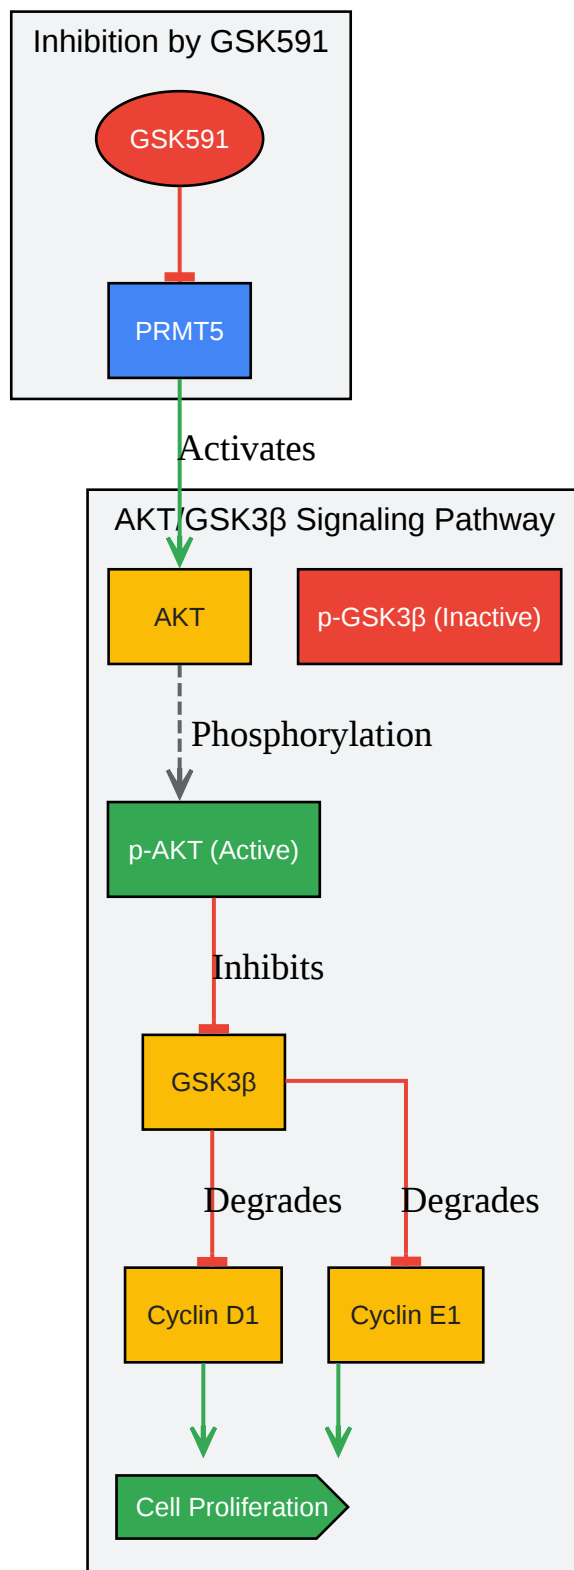 Inhibition by GSK591
GSK591
PRMT5
Activates
AKT/GSK3β Signaling Pathway
AKT
p-GSK3β (Inactive)
Phosphorylation
p-AKT (Active)
Inhibits
GSK3β
Degrades
Degrades
Cyclin D1
Cyclin E1
Cell Proliferation